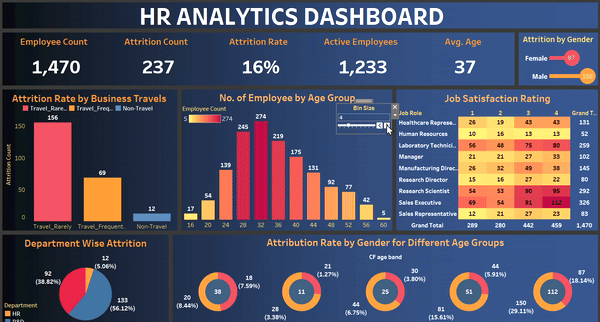 HR ANALYTICS DASHBOARD
Employee Count
1,470
Attrition Count
237
Attrition Rate
16%
Active Employees
1,233
Avg. Age
37
Attrition by Gender
Female 87
Male
Attrition Rate by Business Travels
Travel_Rare.. Travel_Freq.. Non-Travel
Attrition Count
150
100
50
0
156
69
12
Travel_Rarely Travel_Frequent.. Non-Travel
No. of Employee by Age Group
Employee Count
5 274
Bin Size
4
17 54 139 245 274 219 175 131 95 92 77 42 5
16 20 24 28 32 36 40 44 48 52 56 60
Job Satisfaction Rating
Job Role 1 2 3 4 Grand T..
Healthcare Represe.. 26 19 43 43 131
Human Resources 10 16 13 13 52
Laboratory Technici.. 56 48 75 80 259
Manager 21 21 27 33 102
Manufacturing Direc.. 26 32 49 38 145
Research Director 15 16 27 22 80
Research Scientist 54 53 90 95 292
Sales Executive 69 54 91 112 326
Sales Representative 12 21 27 23 83
Grand Total 289 280 442 459 1,470
Department Wise Attrition
92
(38.82%)
12
(5.06%)
133
(56.12%)
Department
HR
Attribution Rate by Gender for Different Age Groups
CF age band
38
18
(7.59%)
20
(8.44%)
11
21
(1.27%)
28
(3.38%)
25
30
(3.80%)
44
(6.75%)
51
44
(5.91%)
81
(15.61%)
112
87
(18.14%)
150
(29.11%)